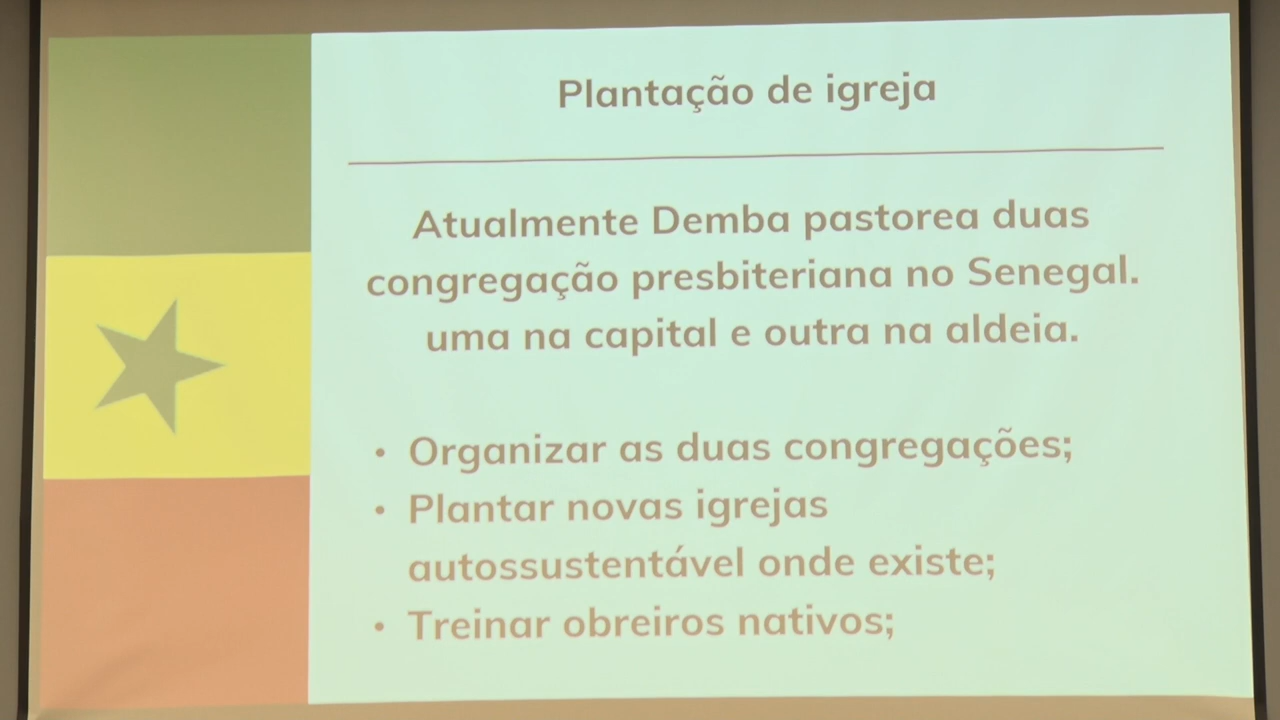 Plantação de igreja
Atualmente Demba pastorea duas
congregação presbiteriana no Senegal.
uma na capital e outra na aldeia.
• Organizar as duas congregações;
• Plantar novas igrejas
autossustentável onde existe;
• Treinar obreiros nativos;